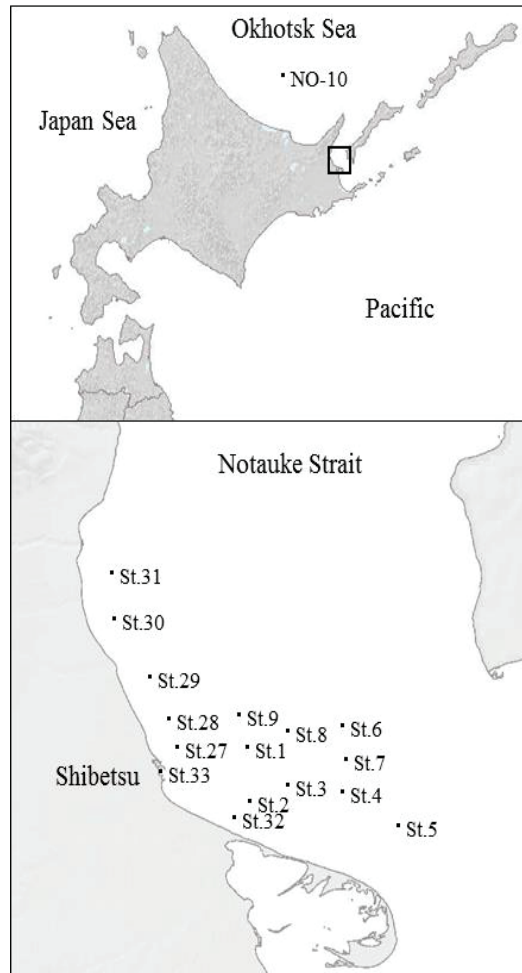 Okhotsk Sea
NO-10
Japan Sea
Pacific
Notauke Strait
St.31
St.30
St.29
St.9
St.28
St.6
St.8
St.27
St.1
St.7
Shibetsu
St.33
St.3
St.4
St.2
St.32
St.5